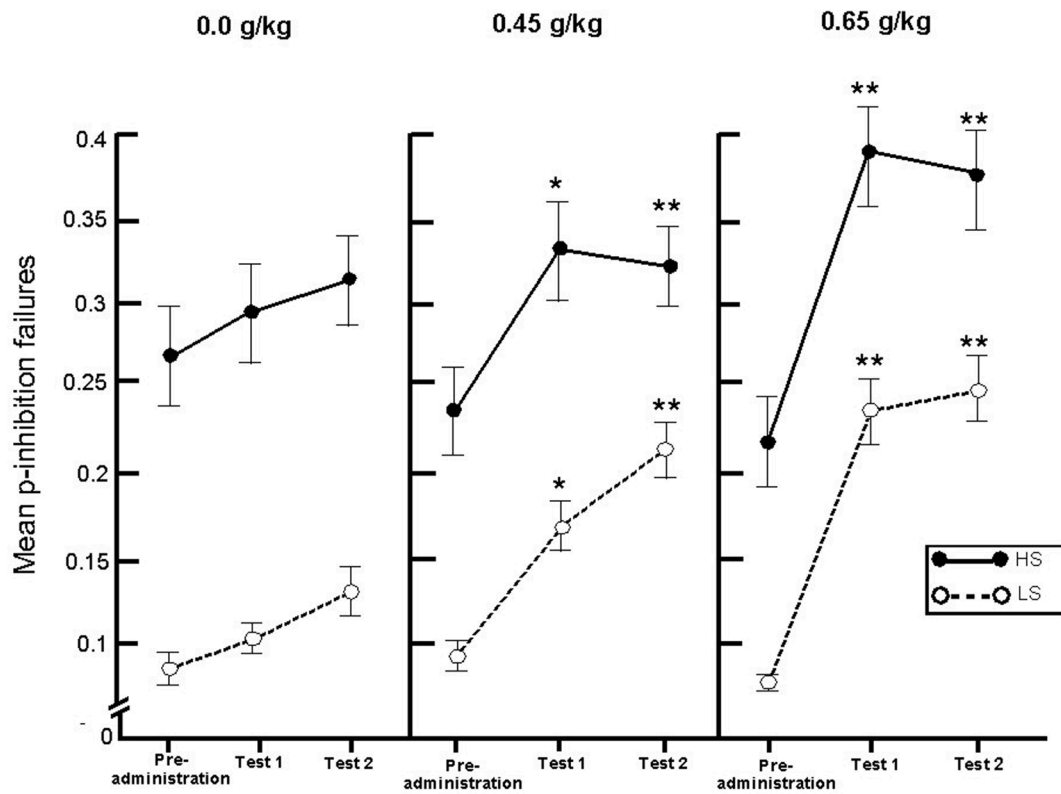 0.0 g/kg 0.45 g/kg 0.65 g/kg
Mean p-inhibition failures
0.4
0.35
0.3
0.25
0.2
0.15
0.1
- 0
* ** ** **
* ** ** **
HS
LS
Pre-
administration Test 1 Test 2
Pre-
administration Test 1 Test 2
Pre-
administration Test 1 Test 2